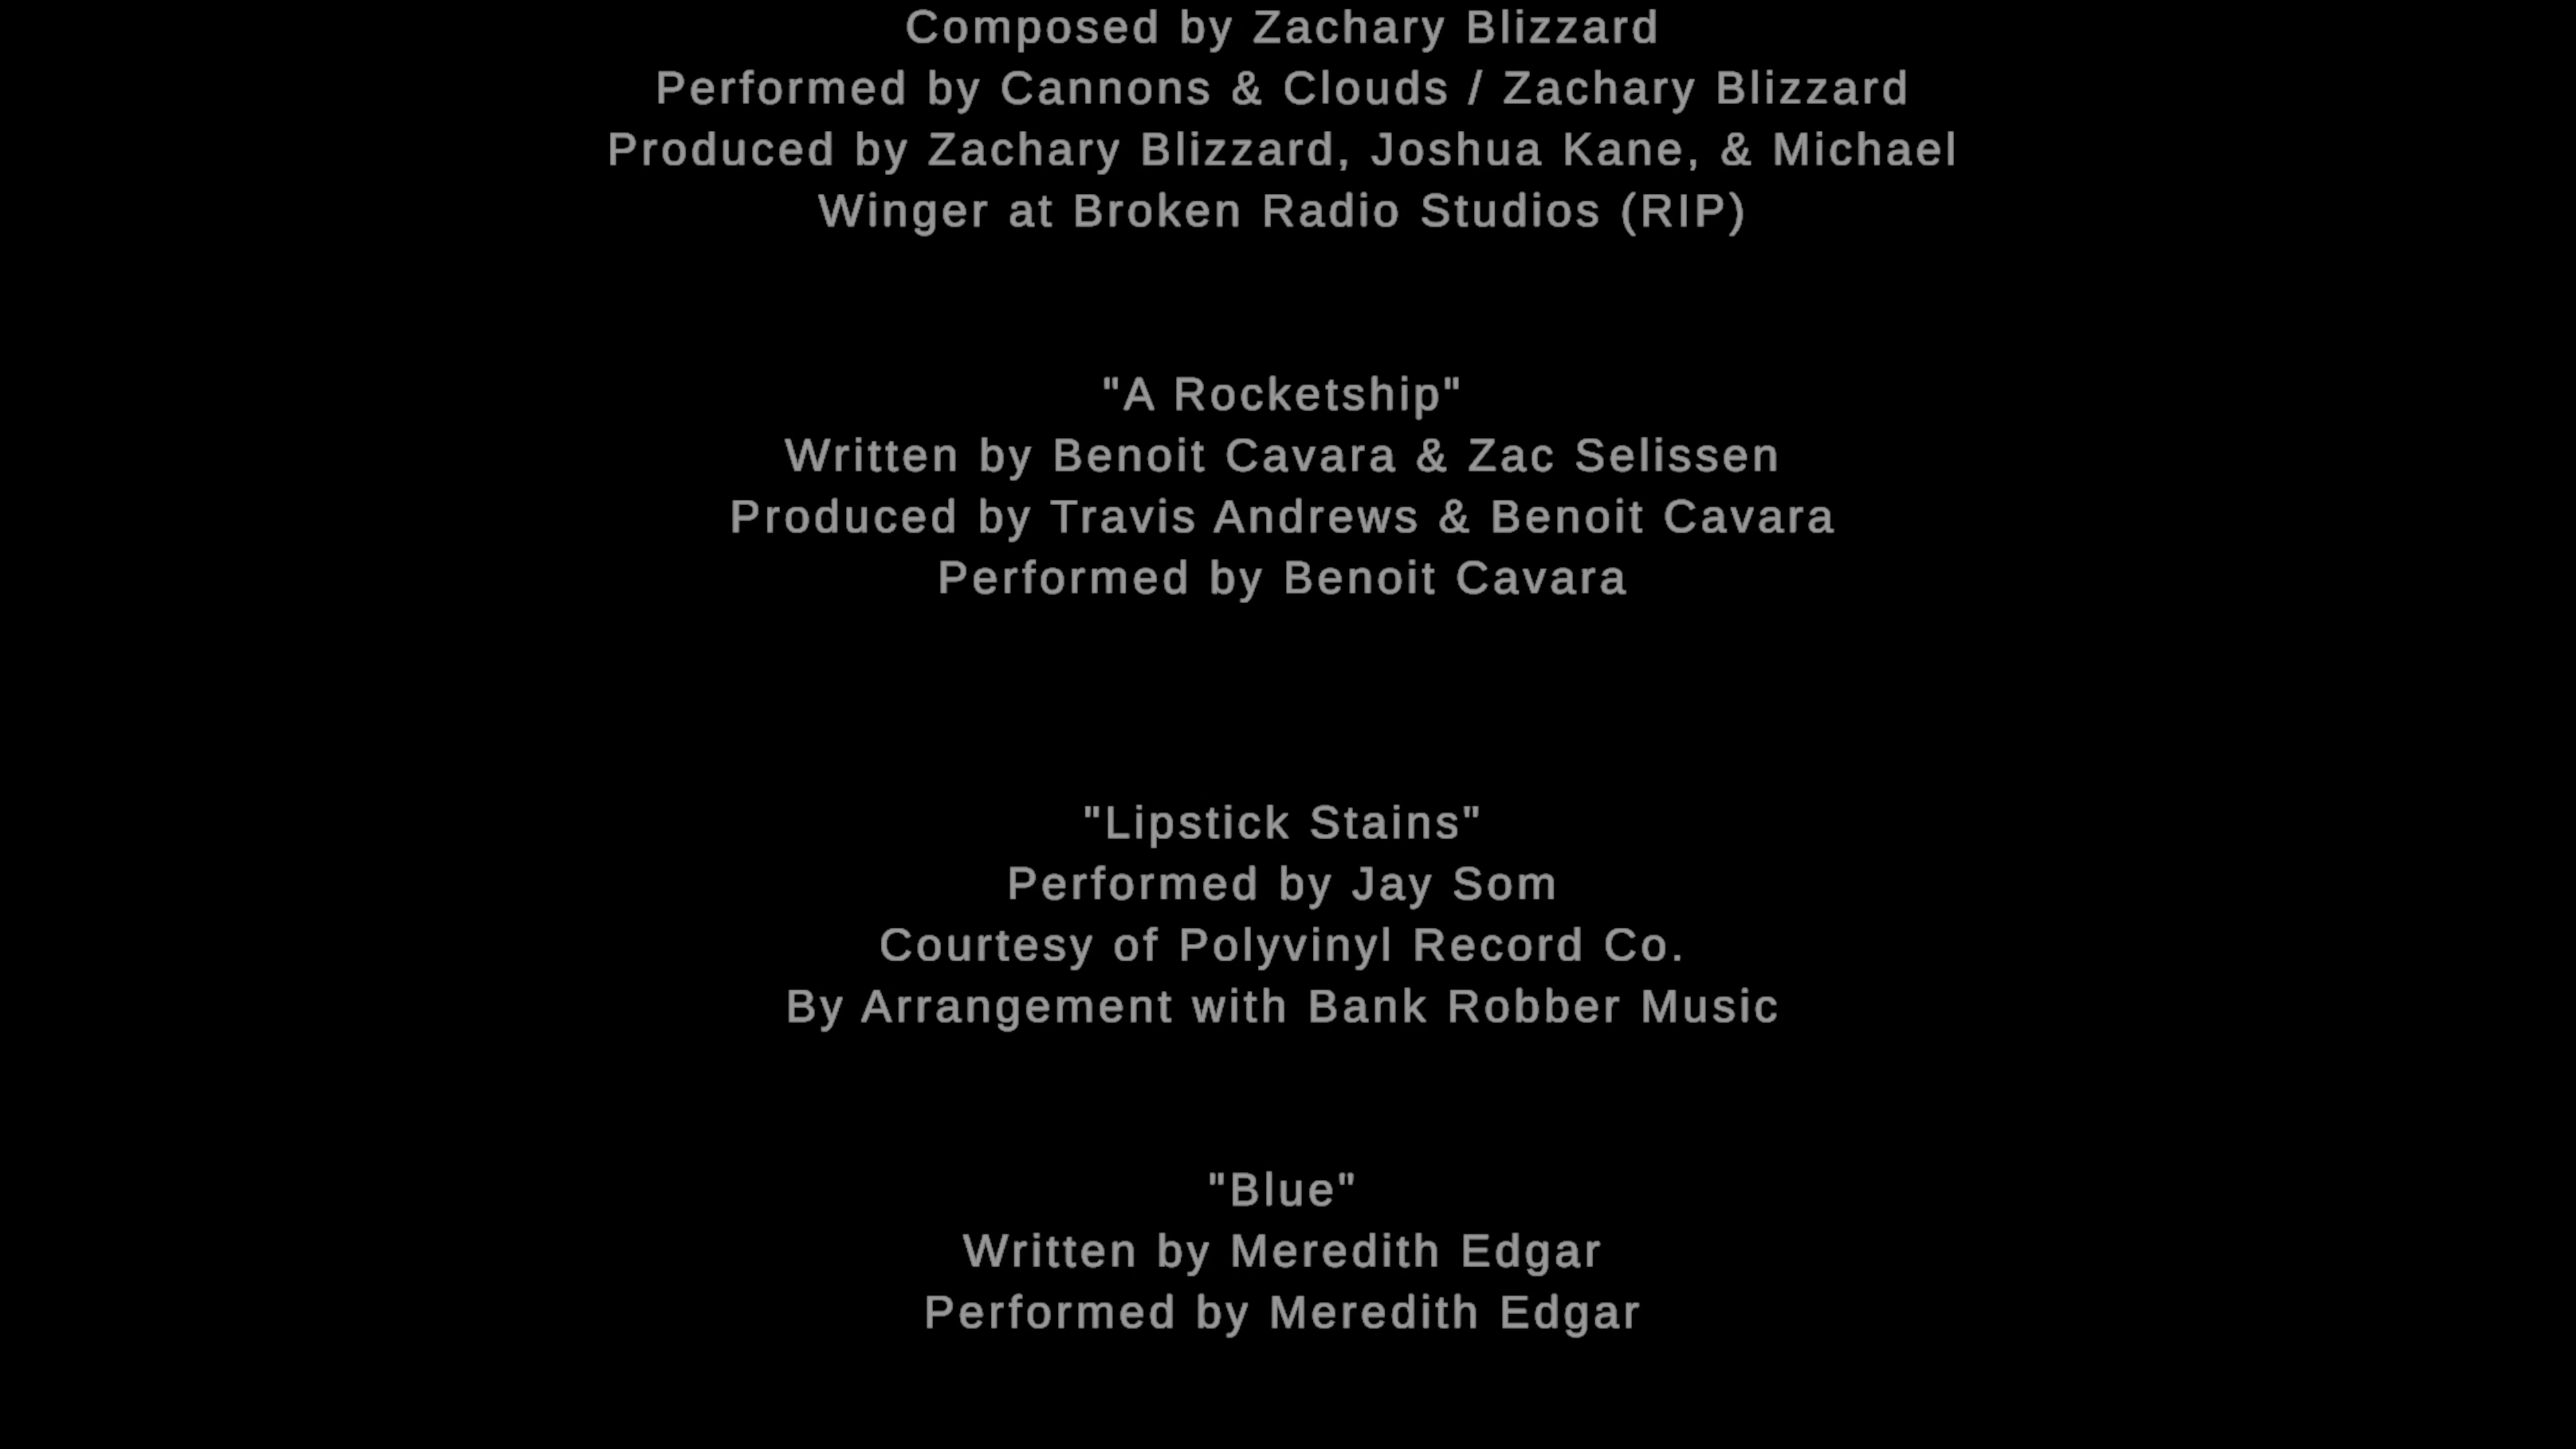 Composed by Zachary Blizzard
Performed by Cannons & Clouds / Zachary Blizzard
Produced by Zachary Blizzard, Joshua Kane, & Michael
Winger at Broken Radio Studios (RIP)
"A Rocketship"
Written by Benoit Cavara & Zac Selissen
Produced by Travis Andrews & Benoit Cavara
Performed by Benoit Cavara
"Lipstick Stains"
Performed by Jay Som
Courtesy of Polyvinyl Record Co.
By Arrangement with Bank Robber Music
"Blue"
Written by Meredith Edgar
Performed by Meredith Edgar